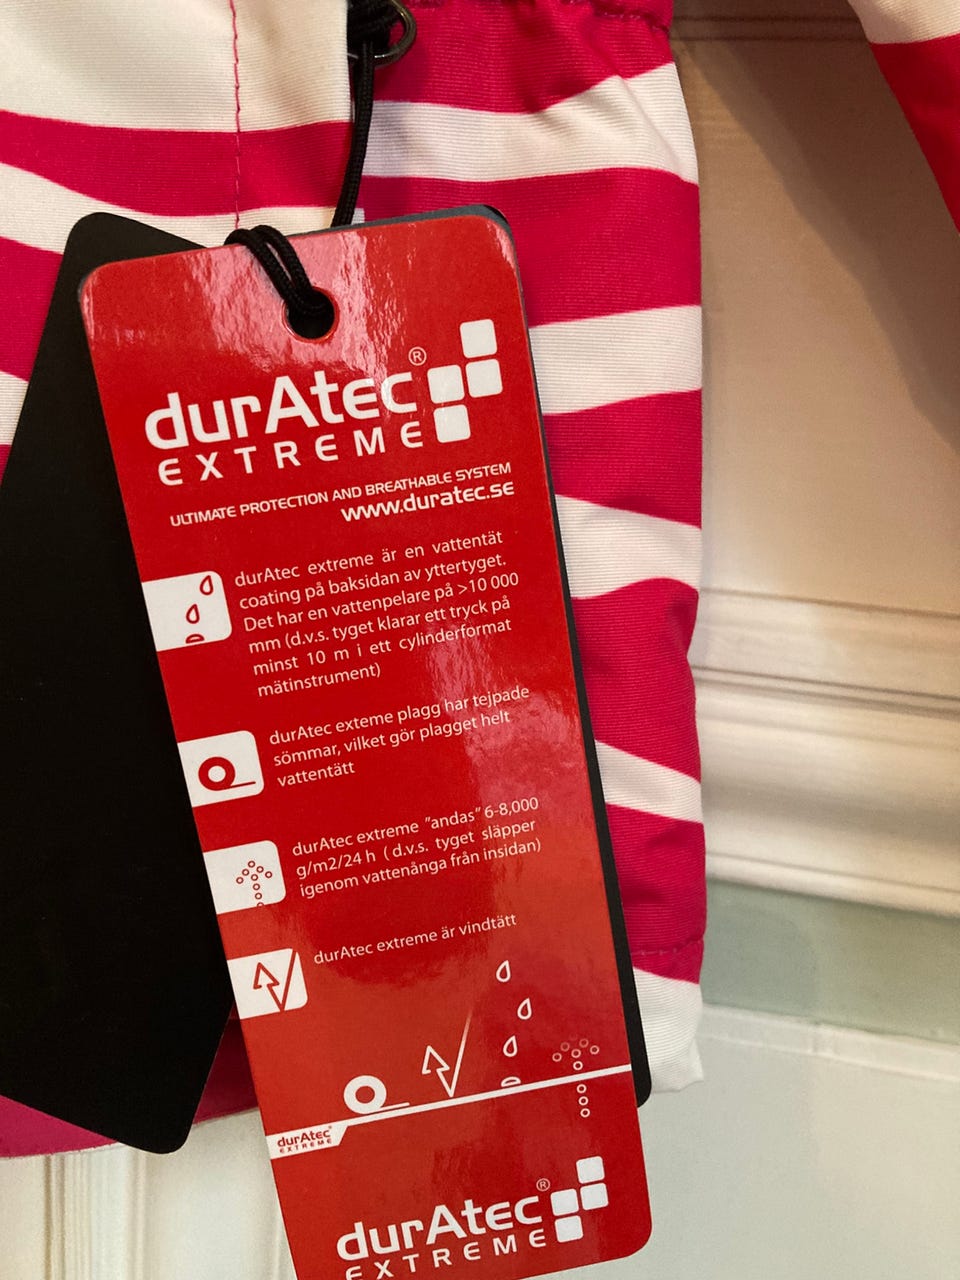 durAtec®
EXTREME
ULTIMATE PROTECTION AND BREATHABLE SYSTEM
www.duratec.se
durAtec extreme är en vattentät
coating på baksidan av yttertyget.
Det har en vattenpelare på >10 000
mm (d.v.s. tyget klarar ett tryck på
minst 10 m i ett cylinderformat
mätinstrument)
durAtec exteme plagg har tejpade
sömmar, vilket gör plagget helt
vattentätt
durAtec extreme "andas" 6-8,000
g/m2/24 h ( d.v.s. tyget släpper
igenom vattenånga från insidan)
durAtec extreme är vindtätt
durAtec®
EXTREME
durAtec®
EXTREME